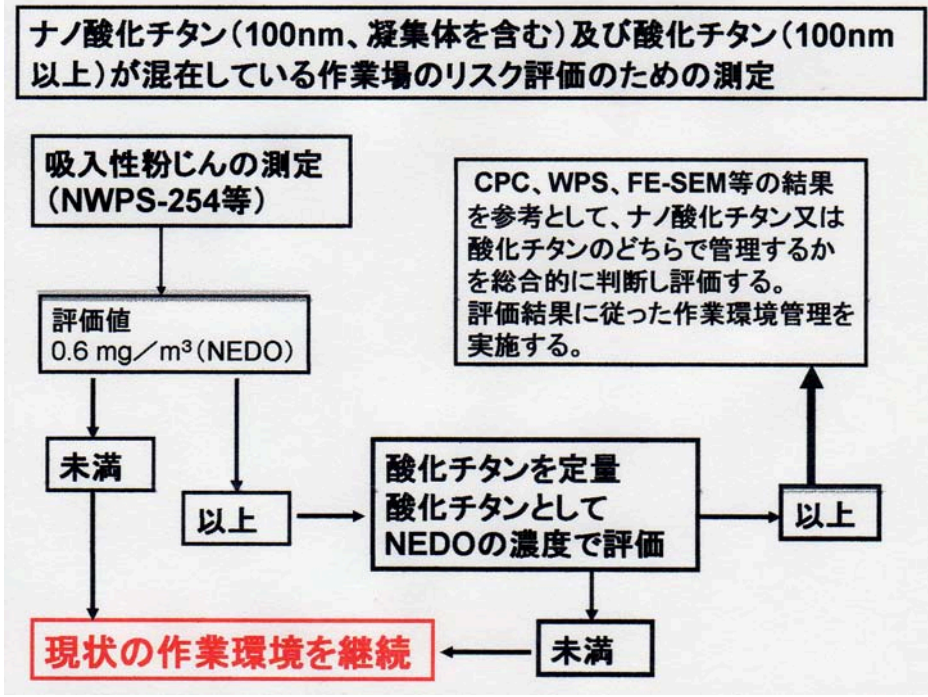 ナノ酸化チタン(100nm、凝集体を含む)及び酸化チタン(100nm
以上)が混在している作業場のリスク評価のための測定
吸入性粉じんの測定
(NWPS-254等)
評価値
0.6 mg/m³(NEDO)
未満
以上
酸化チタンを定量
酸化チタンとして
NEDOの濃度で評価
以上
CPC、WPS、FE-SEM等の結果
を参考として、ナノ酸化チタン又は
酸化チタンのどちらで管理するか
を総合的に判断し評価する。
評価結果に従った作業環境管理を
実施する。
未満
現状の作業環境を継続